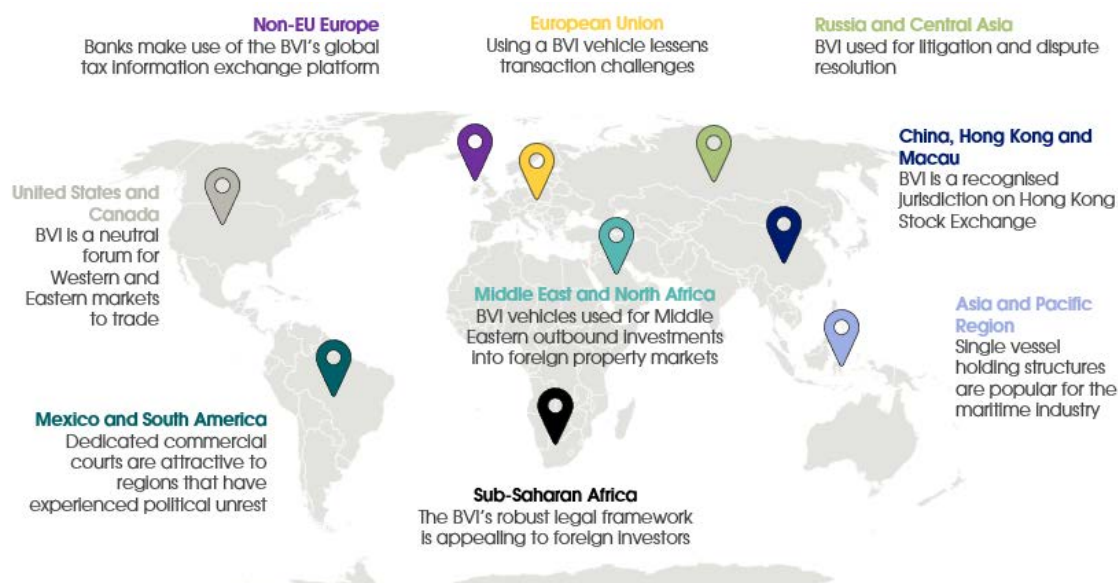 Non-EU Europe
Banks make use of the BVI's global
tax information exchange platform
European Union
Using a BVI vehicle lessens
transaction challenges
Russia and Central Asia
BVI used for litigation and dispute
resolution
United States and
Canada
BVI is a neutral
forum for
Western and
Eastern markets
to trade
China, Hong Kong and
Macau
BVI is a recognised
jurisdiction on Hong Kong
Stock Exchange
Middle East and North Africa
BVI vehicles used for Middle
Eastern outbound investments
into foreign property markets
Asia and Pacific
Region
Single vessel
holding structures
are popular for the
maritime industry
Mexico and South America
Dedicated commercial
courts are attractive to
regions that have
experienced political unrest
Sub-Saharan Africa
The BVI's robust legal framework
is appealing to foreign investors